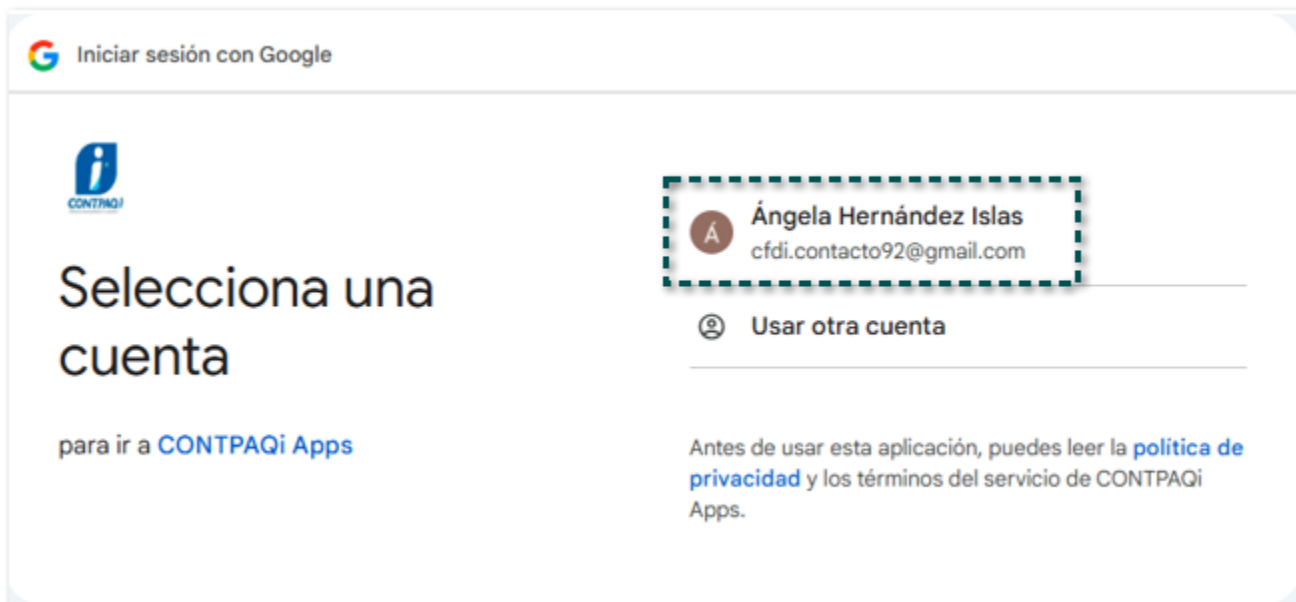 Iniciar sesión con Google
CONTPAQi
Selecciona una
cuenta
para ir a CONTPAQi Apps
Á
Ángela Hernández Islas
cfdi.contacto92@gmail.com
Usar otra cuenta
Antes de usar esta aplicación, puedes leer la política de
privacidad y los términos del servicio de CONTPAQi
Apps.